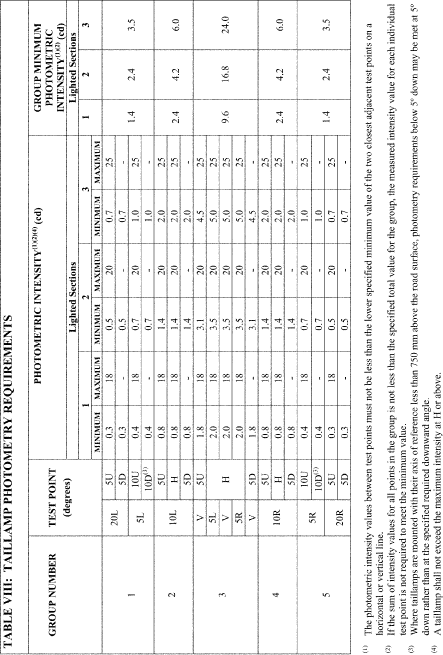 TABLE VIII: TAILLAMP PHOTOMETRY REQUIREMENTS
GROUP NUMBER TEST POINT (degrees) PHOTOMETRIC INTENSITY(1)(2)(4) (cd) GROUP MINIMUM PHOTOMETRIC INTENSITY(1)(2) (cd)
Lighted Sections Lighted Sections
1 2 3 1 2 3
MINIMUM MAXIMUM MINIMUM MAXIMUM MINIMUM MAXIMUM
1 20L 5U 0.3 18 0.5 20 0.7 25 1.4 2.4 3.5
5D 0.3 - 0.5 - 0.7 -
5L 10U 0.4 18 0.7 20 1.0 25
10D(3) 0.4 - 0.7 - 1.0 -
2 10L 5U 0.8 18 1.4 20 2.0 25 2.4 4.2 6.0
H 0.8 18 1.4 20 2.0 25
5D 0.8 - 1.4 - 2.0 -
3 V 5U 1.8 18 3.1 20 4.5 25 9.6 16.8 24.0
5L H 2.0 18 3.5 20 5.0 25
V 2.0 18 3.5 20 5.0 25
5R 2.0 18 3.5 20 5.0 25
V 5D 1.8 - 3.1 - 4.5 -
4 10R 5U 0.8 18 1.4 20 2.0 25 2.4 4.2 6.0
H 0.8 18 1.4 20 2.0 25
5D 0.8 - 1.4 - 2.0 -
5 5R 10U 0.4 18 0.7 20 1.0 25 1.4 2.4 3.5
10D(3) 0.4 - 0.7 - 1.0 -
20R 5U 0.3 18 0.5 20 0.7 25
5D 0.3 - 0.5 - 0.7 -
(1) The photometric intensity values between test points must not be less than the lower specified minimum value of the two closest adjacent test points on a
horizontal or vertical line.
(2) If the sum of intensity values for all points in the group is not less than the specified total value for the group, the measured intensity value for each individual
test point is not required to meet the minimum value.
(3) Where taillamps are mounted with their axis of reference less than 750 mm above the road surface, photometry requirements below 5° down may be met at 5°
down rather than at the specified required downward angle.
(4) A taillamp shall not exceed the maximum intensity at H or above.